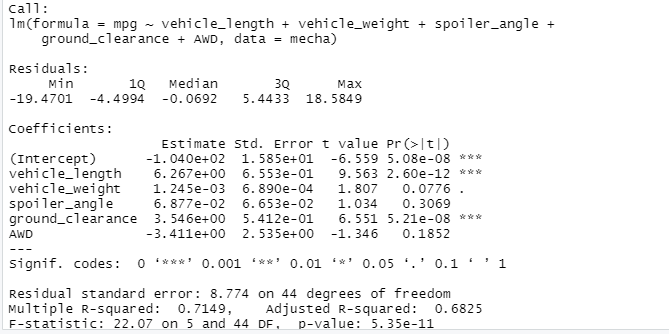 Call:
lm(formula = mpg ~ vehicle_length + vehicle_weight + spoiler_angle +
    ground_clearance + AWD, data = mecha)

Residuals:
     Min       1Q   Median       3Q      Max
-19.4701  -4.4994  -0.0692   5.4433  18.5849

Coefficients:
                   Estimate Std. Error t value Pr(>|t|)
(Intercept)      -1.040e+02  1.585e+01  -6.559 5.08e-08 ***
vehicle_length    6.267e+00  6.553e-01   9.563 2.60e-12 ***
vehicle_weight    1.245e-03  6.890e-04   1.807   0.0776 .
spoiler_angle     6.877e-02  6.653e-02   1.034   0.3069
ground_clearance  3.546e+00  5.412e-01   6.551 5.21e-08 ***
AWD              -3.411e+00  2.535e+00  -1.346   0.1852
---
Signif. codes:  0 ‘***’ 0.001 ‘**’ 0.01 ‘*’ 0.05 ‘.’ 0.1 ‘ ’ 1

Residual standard error: 8.774 on 44 degrees of freedom
Multiple R-squared:  0.7149,	Adjusted R-squared:  0.6825
F-statistic: 22.07 on 5 and 44 DF,  p-value: 5.35e-11